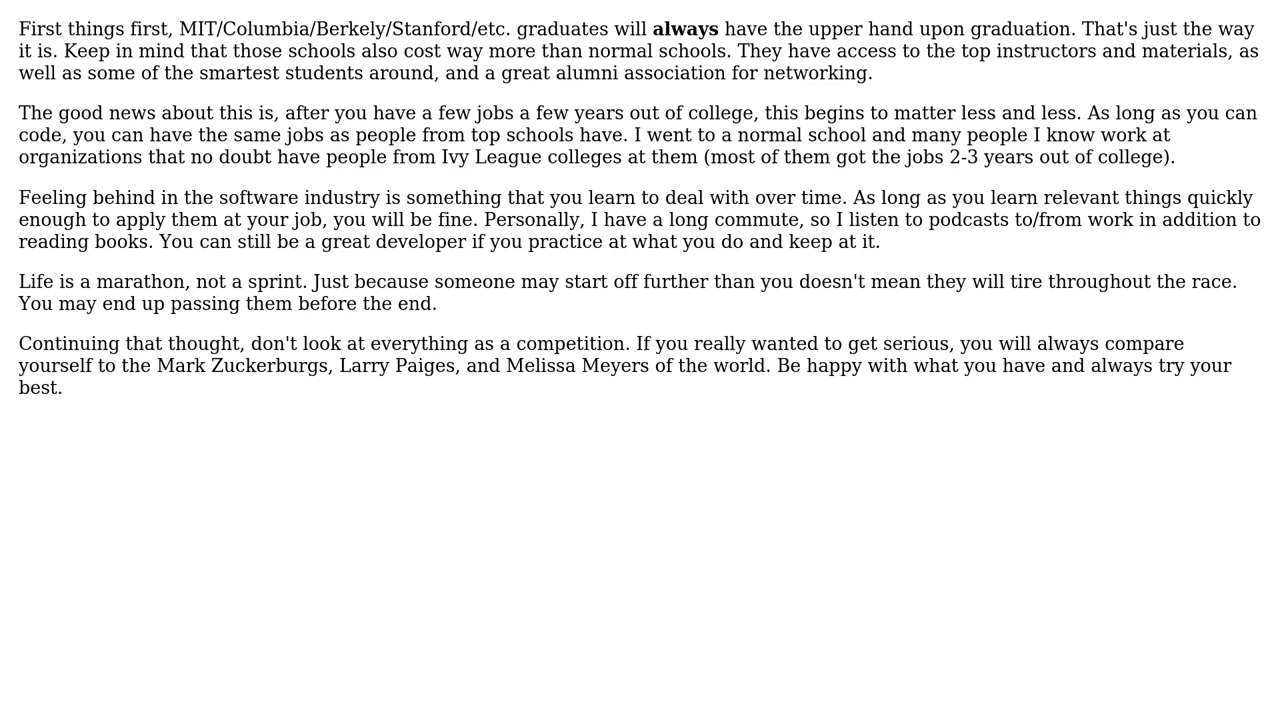 First things first, MIT/Columbia/Berkely/Stanford/etc. graduates will always have the upper hand upon graduation. That's just the way
it is. Keep in mind that those schools also cost way more than normal schools. They have access to the top instructors and materials, as
well as some of the smartest students around, and a great alumni association for networking.
The good news about this is, after you have a few jobs a few years out of college, this begins to matter less and less. As long as you can
code, you can have the same jobs as people from top schools have. I went to a normal school and many people I know work at
organizations that no doubt have people from Ivy League colleges at them (most of them got the jobs 2-3 years out of college).
Feeling behind in the software industry is something that you learn to deal with over time. As long as you learn relevant things quickly
enough to apply them at your job, you will be fine. Personally, I have a long commute, so I listen to podcasts to/from work in addition to
reading books. You can still be a great developer if you practice at what you do and keep at it.
Life is a marathon, not a sprint. Just because someone may start off further than you doesn't mean they will tire throughout the race.
You may end up passing them before the end.
Continuing that thought, don't look at everything as a competition. If you really wanted to get serious, you will always compare
yourself to the Mark Zuckerburgs, Larry Paiges, and Melissa Meyers of the world. Be happy with what you have and always try your
best.